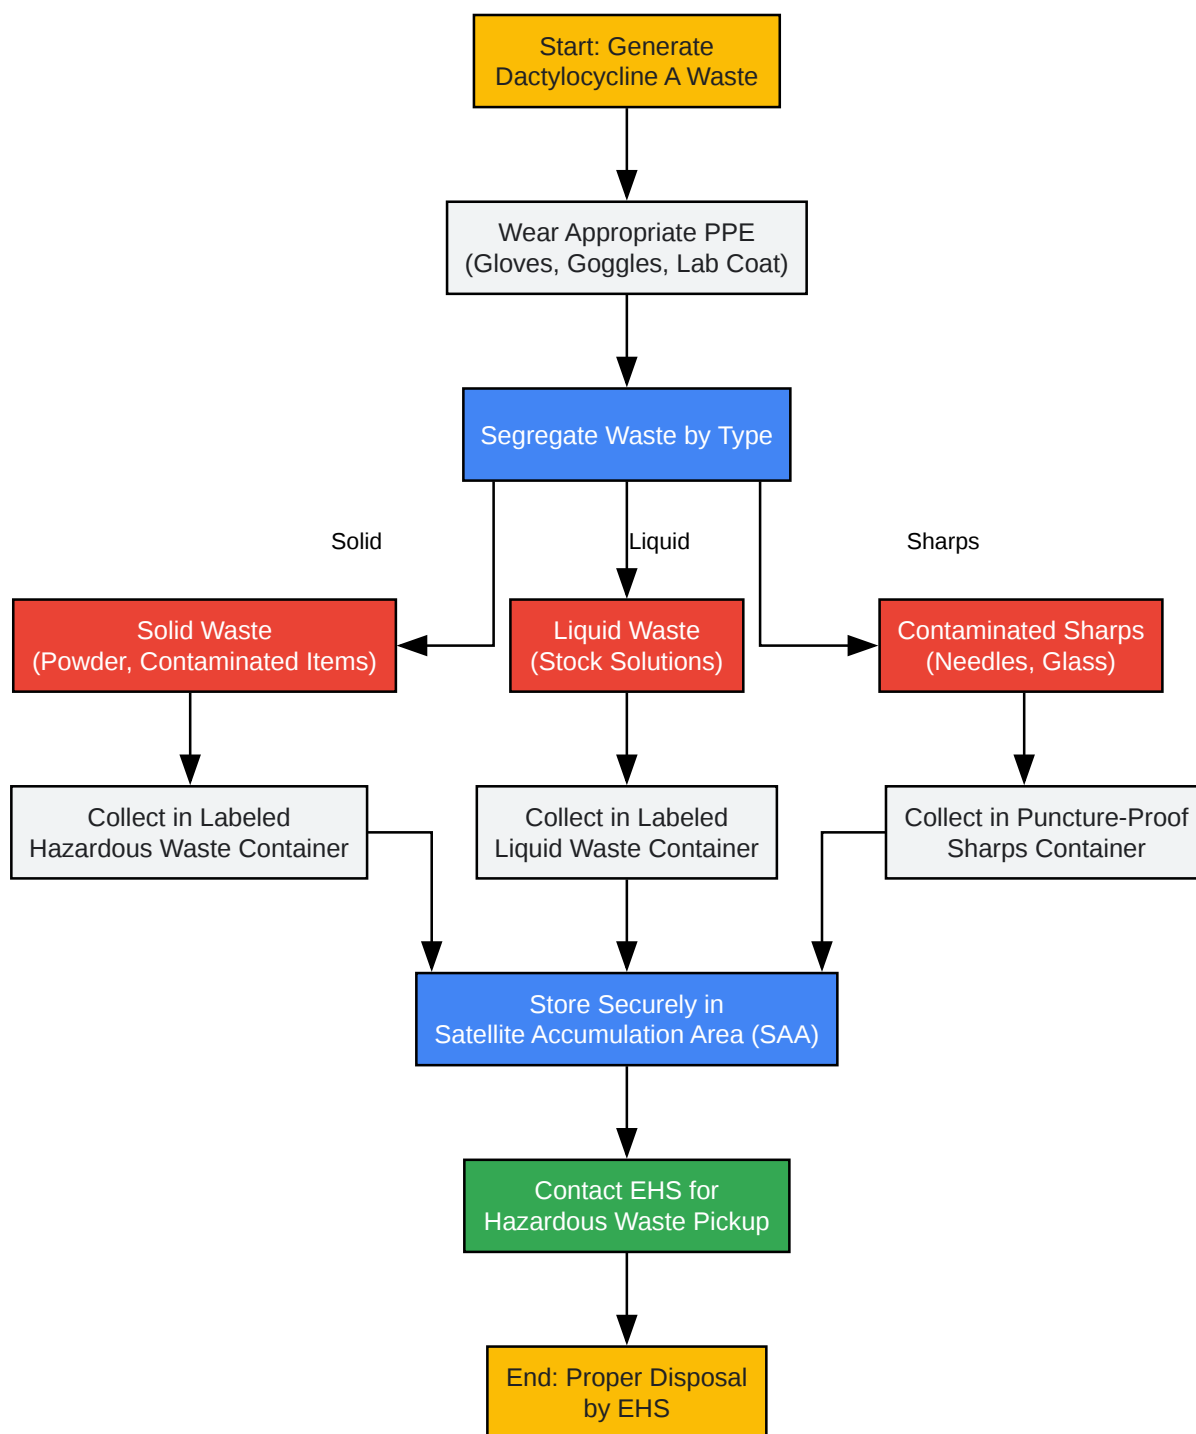 Start: Generate
Dactylocycline A Waste
Wear Appropriate PPE
(Gloves, Goggles, Lab Coat)
Segregate Waste by Type
Solid
Liquid
Sharps
Solid Waste
(Powder, Contaminated Items)
Liquid Waste
(Stock Solutions)
Contaminated Sharps
(Needles, Glass)
Collect in Labeled
Hazardous Waste Container
Collect in Labeled
Liquid Waste Container
Collect in Puncture-Proof
Sharps Container
Store Securely in
Satellite Accumulation Area (SAA)
Contact EHS for
Hazardous Waste Pickup
End: Proper Disposal
by EHS